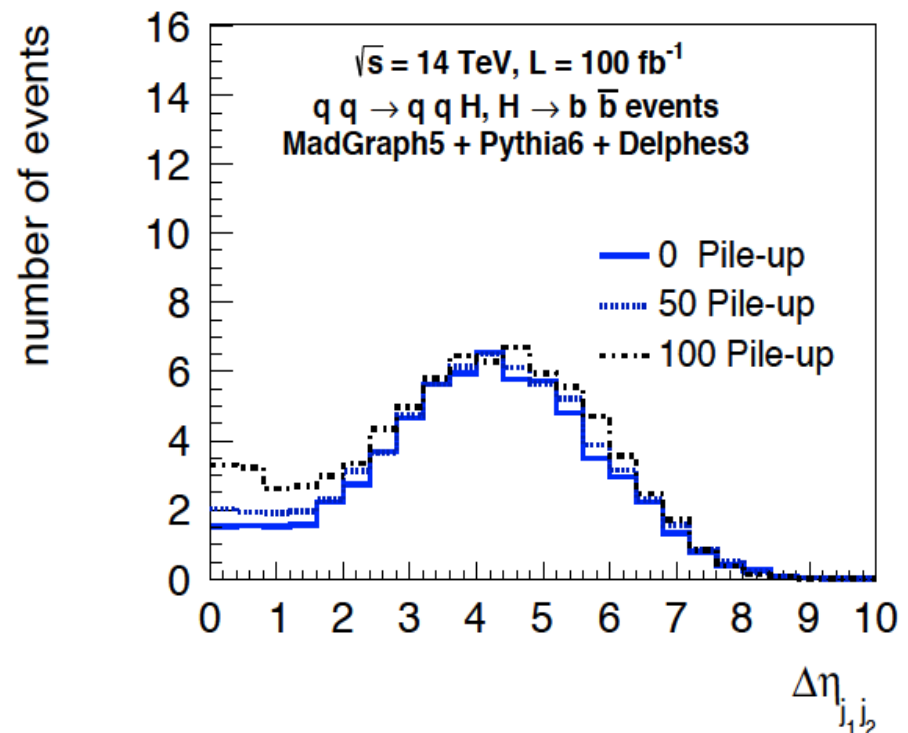 number of events
16
14
12
10
8
6
4
2
0
√s = 14 TeV, L = 100 fb⁻¹
q q → q q H, H → b b̅ events
MadGraph5 + Pythia6 + Delphes3
0 Pile-up
50 Pile-up
100 Pile-up
0 1 2 3 4 5 6 7 8 9 10
Δη_{j₁ j₂}